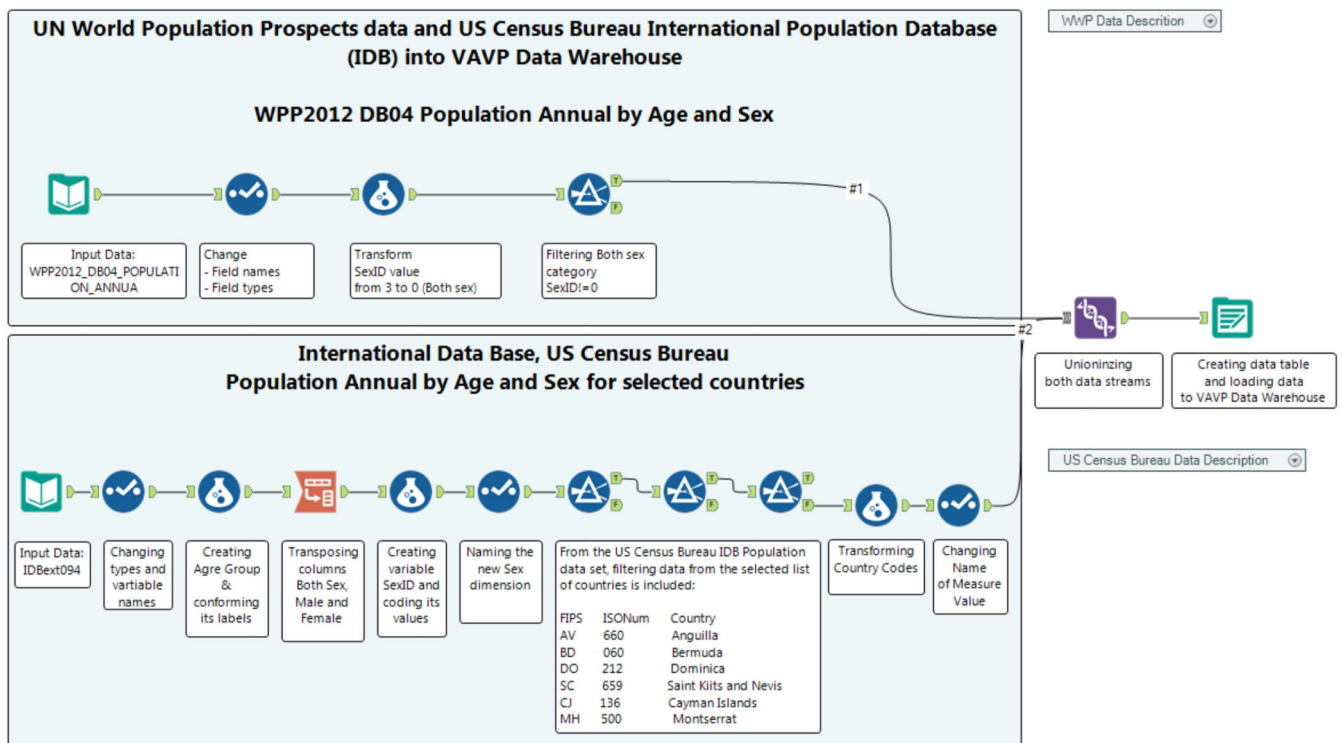 UN World Population Prospects data and US Census Bureau International Population Database
(IDB) into VAVP Data Warehouse
WPP2012 DB04 Population Annual by Age and Sex
WWP Data Descrition
T
F
#1
Input Data:
WPP2012_DB04_POPULATI
ON_ANNUA
Change
- Field names
- Field types
Transform
SexID value
from 3 to 0 (Both sex)
Filtering Both sex
category
SexID!=0
#2
Unioninzing
both data streams
Creating data table
and loading data
to VAVP Data Warehouse
International Data Base, US Census Bureau
Population Annual by Age and Sex for selected countries
US Census Bureau Data Description
T
F
T
F
T
F
Input Data:
IDBext094
Changing
types and
vartiable
names
Creating
Agre Group
&
conforming
its labels
Transposing
columns
Both Sex,
Male and
Female
Creating
variable
SexID and
coding its
values
Naming the
new Sex
dimension
From the US Census Bureau IDB Population
data set, filtering data from the selected list
of countries is included:
FIPS ISONum Country
AV 660 Anguilla
BD 060 Bermuda
DO 212 Dominica
SC 659 Saint Kiits and Nevis
CJ 136 Cayman Islands
MH 500 Montserrat
Transforming
Country Codes
Changing
Name
of Measure
Value